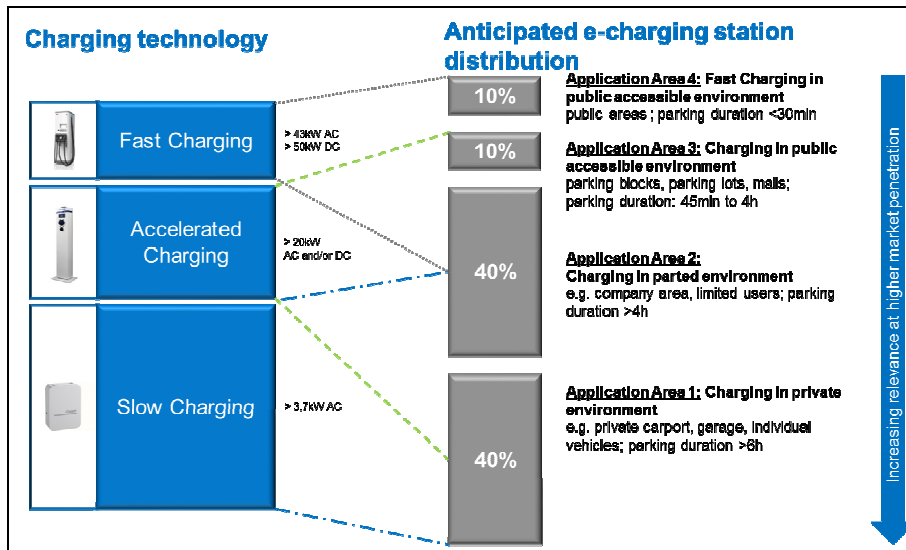 Charging technology
Anticipated e-charging station
distribution
Fast Charging
> 43kW AC
> 50kW DC
Accelerated
Charging
> 20kW
AC and/or DC
Slow Charging
> 3,7kW AC
10%
Application Area 4: Fast Charging in
public accessible environment
public areas ; parking duration <30min
10%
Application Area 3: Charging in public
accessible environment
parking blocks, parking lots, malls;
parking duration: 45min to 4h
40%
Application Area 2:
Charging in parted environment
e.g. company area, limited users; parking
duration >4h
40%
Application Area 1: Charging in private
environment
e.g. private carport, garage, individual
vehicles; parking duration >6h
Increasing relevance at higher market penetration